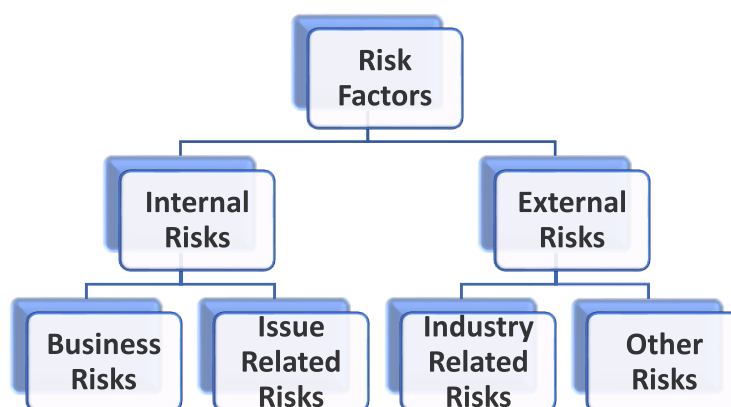 Risk
Factors
Internal
Risks
External
Risks
Business
Risks
Issue
Related
Risks
Industry
Related
Risks
Other
Risks